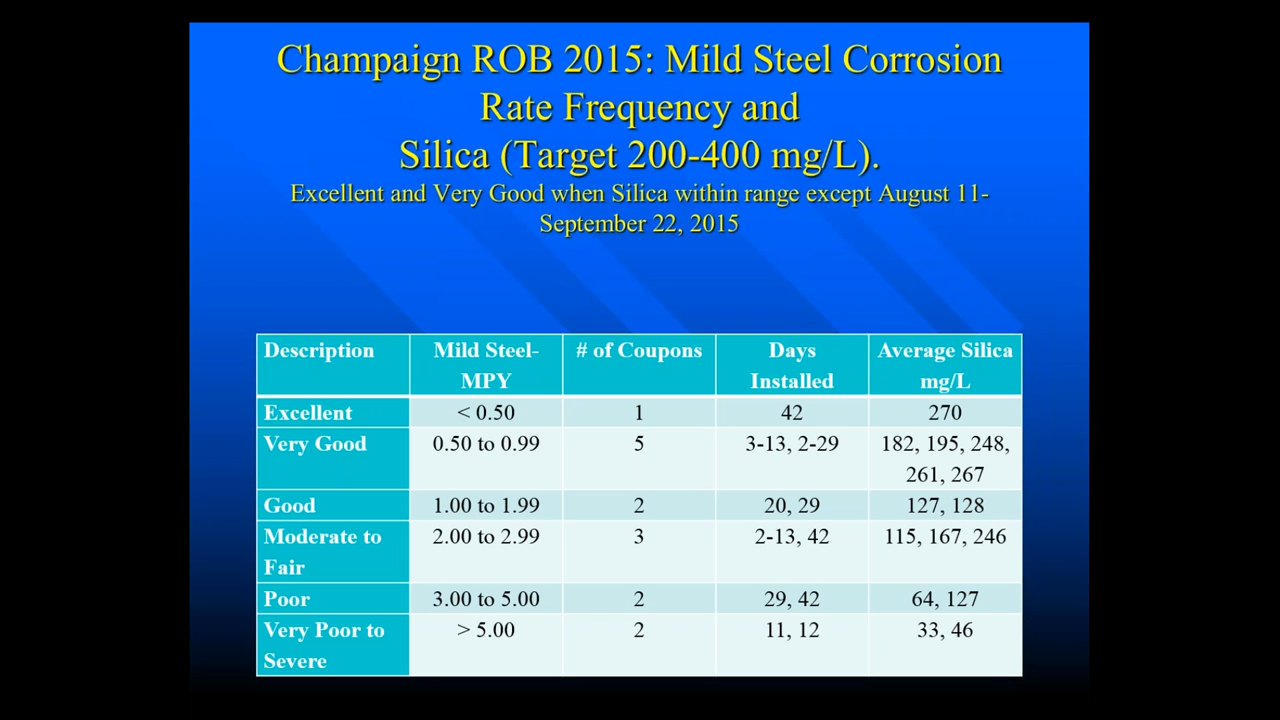 Champaign ROB 2015: Mild Steel Corrosion
Rate Frequency and
Silica (Target 200-400 mg/L).
Excellent and Very Good when Silica within range except August 11-
September 22, 2015
Description Mild Steel- # of Coupons Days Average Silica
MPY Installed mg/L
Excellent < 0.50 1 42 270
Very Good 0.50 to 0.99 5 3-13, 2-29 182, 195, 248,
261, 267
Good 1.00 to 1.99 2 20, 29 127, 128
Moderate to 2.00 to 2.99 3 2-13, 42 115, 167, 246
Fair
Poor 3.00 to 5.00 2 29, 42 64, 127
Very Poor to > 5.00 2 11, 12 33, 46
Severe